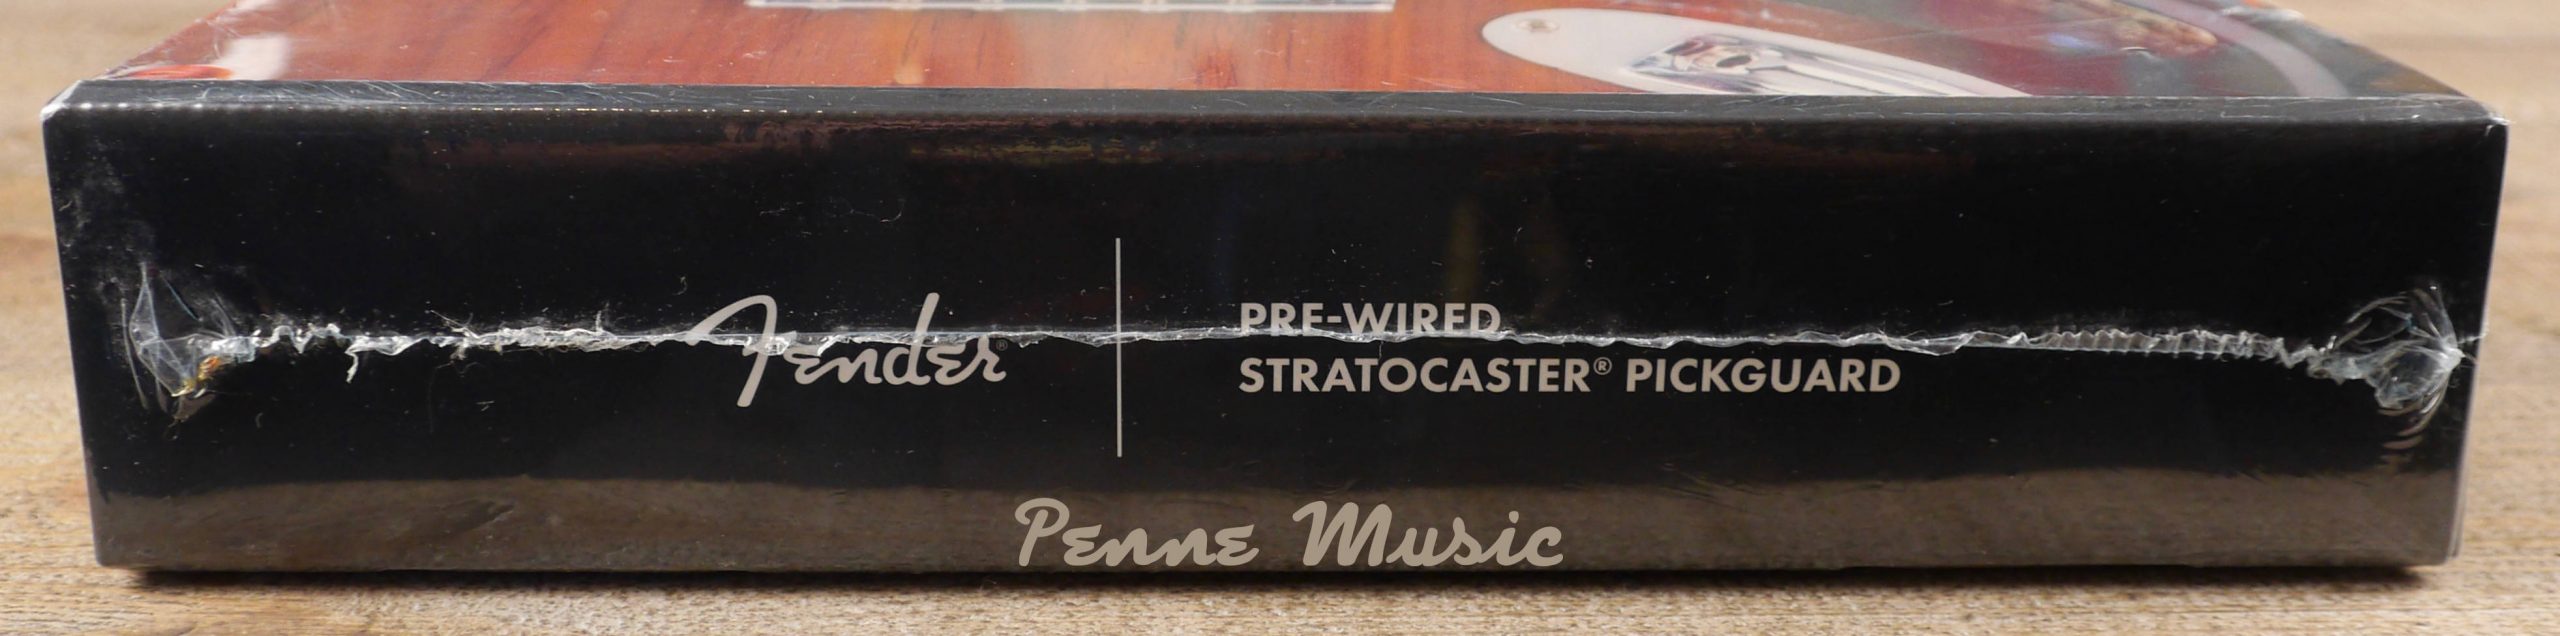 Fender®
PRE-WIRED
STRATOCASTER® PICKGUARD
Penne Music